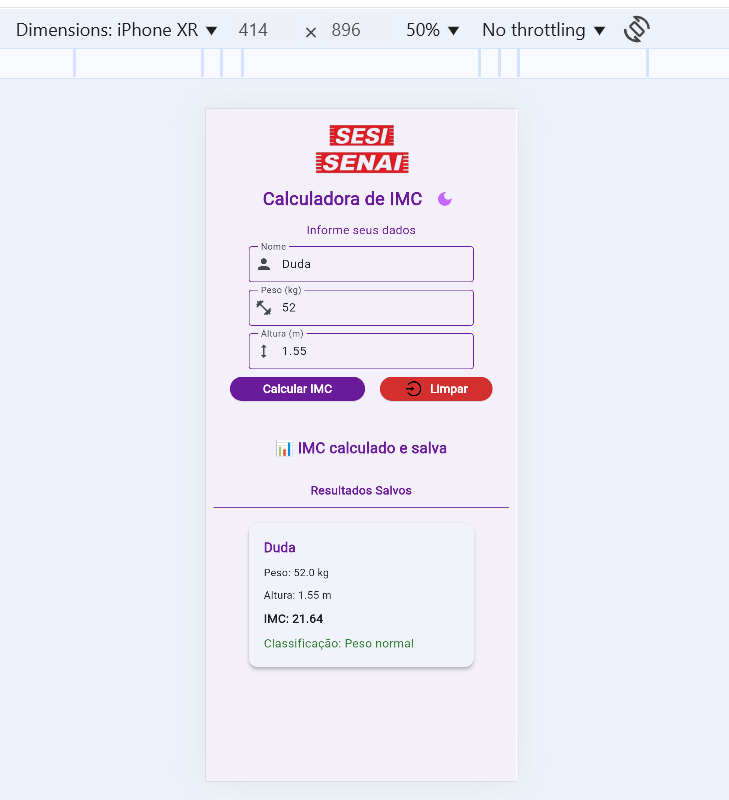 Dimensions: iPhone XR ▼ 414 × 896 50% ▼ No throttling ▼
SESI
SENAI
Calculadora de IMC
Informe seus dados
Nome
Duda
Peso (kg)
52
Altura (m)
1.55
Calcular IMC Limpar
📊 IMC calculado e salva
Resultados Salvos
Duda
Peso: 52.0 kg
Altura: 1.55 m
IMC: 21.64
Classificação: Peso normal